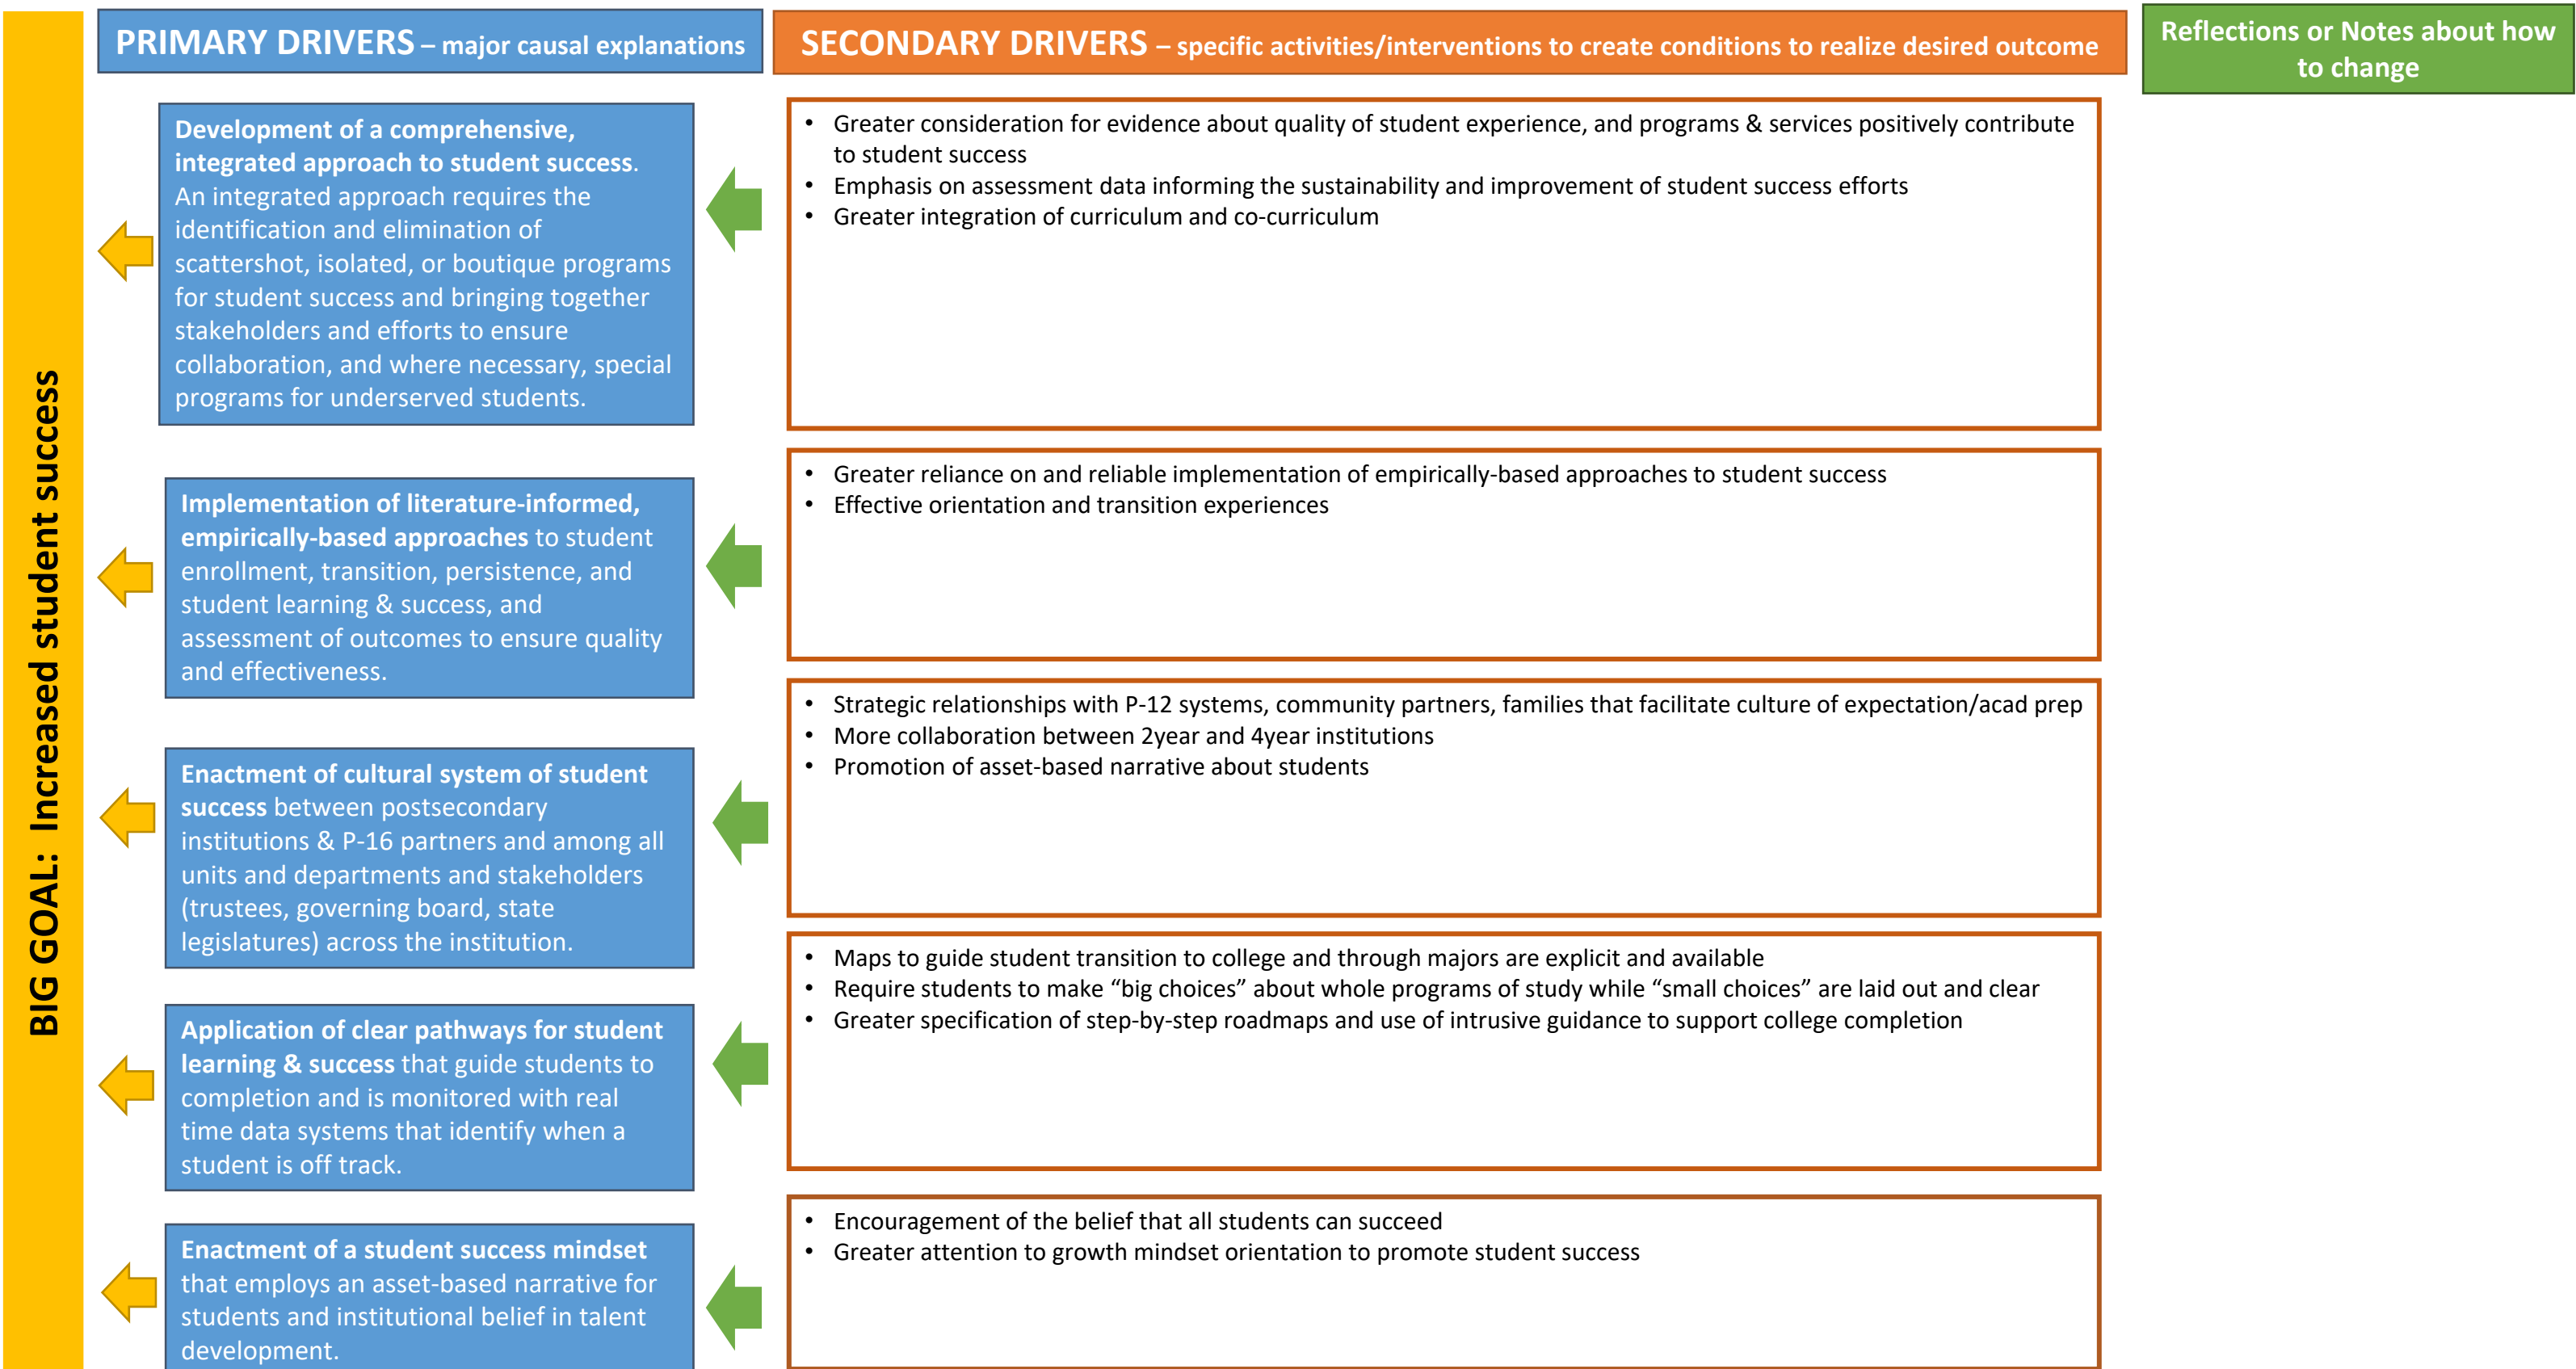 BIG GOAL: Increased student success
PRIMARY DRIVERS – major causal explanations
SECONDARY DRIVERS – specific activities/interventions to create conditions to realize desired outcome
Reflections or Notes about how
to change
Development of a comprehensive,
integrated approach to student success.
An integrated approach requires the
identification and elimination of
scattershot, isolated, or boutique programs
for student success and bringing together
stakeholders and efforts to ensure
collaboration, and where necessary, special
programs for underserved students.
• Greater consideration for evidence about quality of student experience, and programs & services positively contribute
to student success
• Emphasis on assessment data informing the sustainability and improvement of student success efforts
• Greater integration of curriculum and co-curriculum
Implementation of literature-informed,
empirically-based approaches to student
enrollment, transition, persistence, and
student learning & success, and
assessment of outcomes to ensure quality
and effectiveness.
• Greater reliance on and reliable implementation of empirically-based approaches to student success
• Effective orientation and transition experiences
Enactment of cultural system of student
success between postsecondary
institutions & P-16 partners and among all
units and departments and stakeholders
(trustees, governing board, state
legislatures) across the institution.
• Strategic relationships with P-12 systems, community partners, families that facilitate culture of expectation/acad prep
• More collaboration between 2year and 4year institutions
• Promotion of asset-based narrative about students
Application of clear pathways for student
learning & success that guide students to
completion and is monitored with real
time data systems that identify when a
student is off track.
• Maps to guide student transition to college and through majors are explicit and available
• Require students to make “big choices” about whole programs of study while “small choices” are laid out and clear
• Greater specification of step-by-step roadmaps and use of intrusive guidance to support college completion
Enactment of a student success mindset
that employs an asset-based narrative for
students and institutional belief in talent
development.
• Encouragement of the belief that all students can succeed
• Greater attention to growth mindset orientation to promote student success